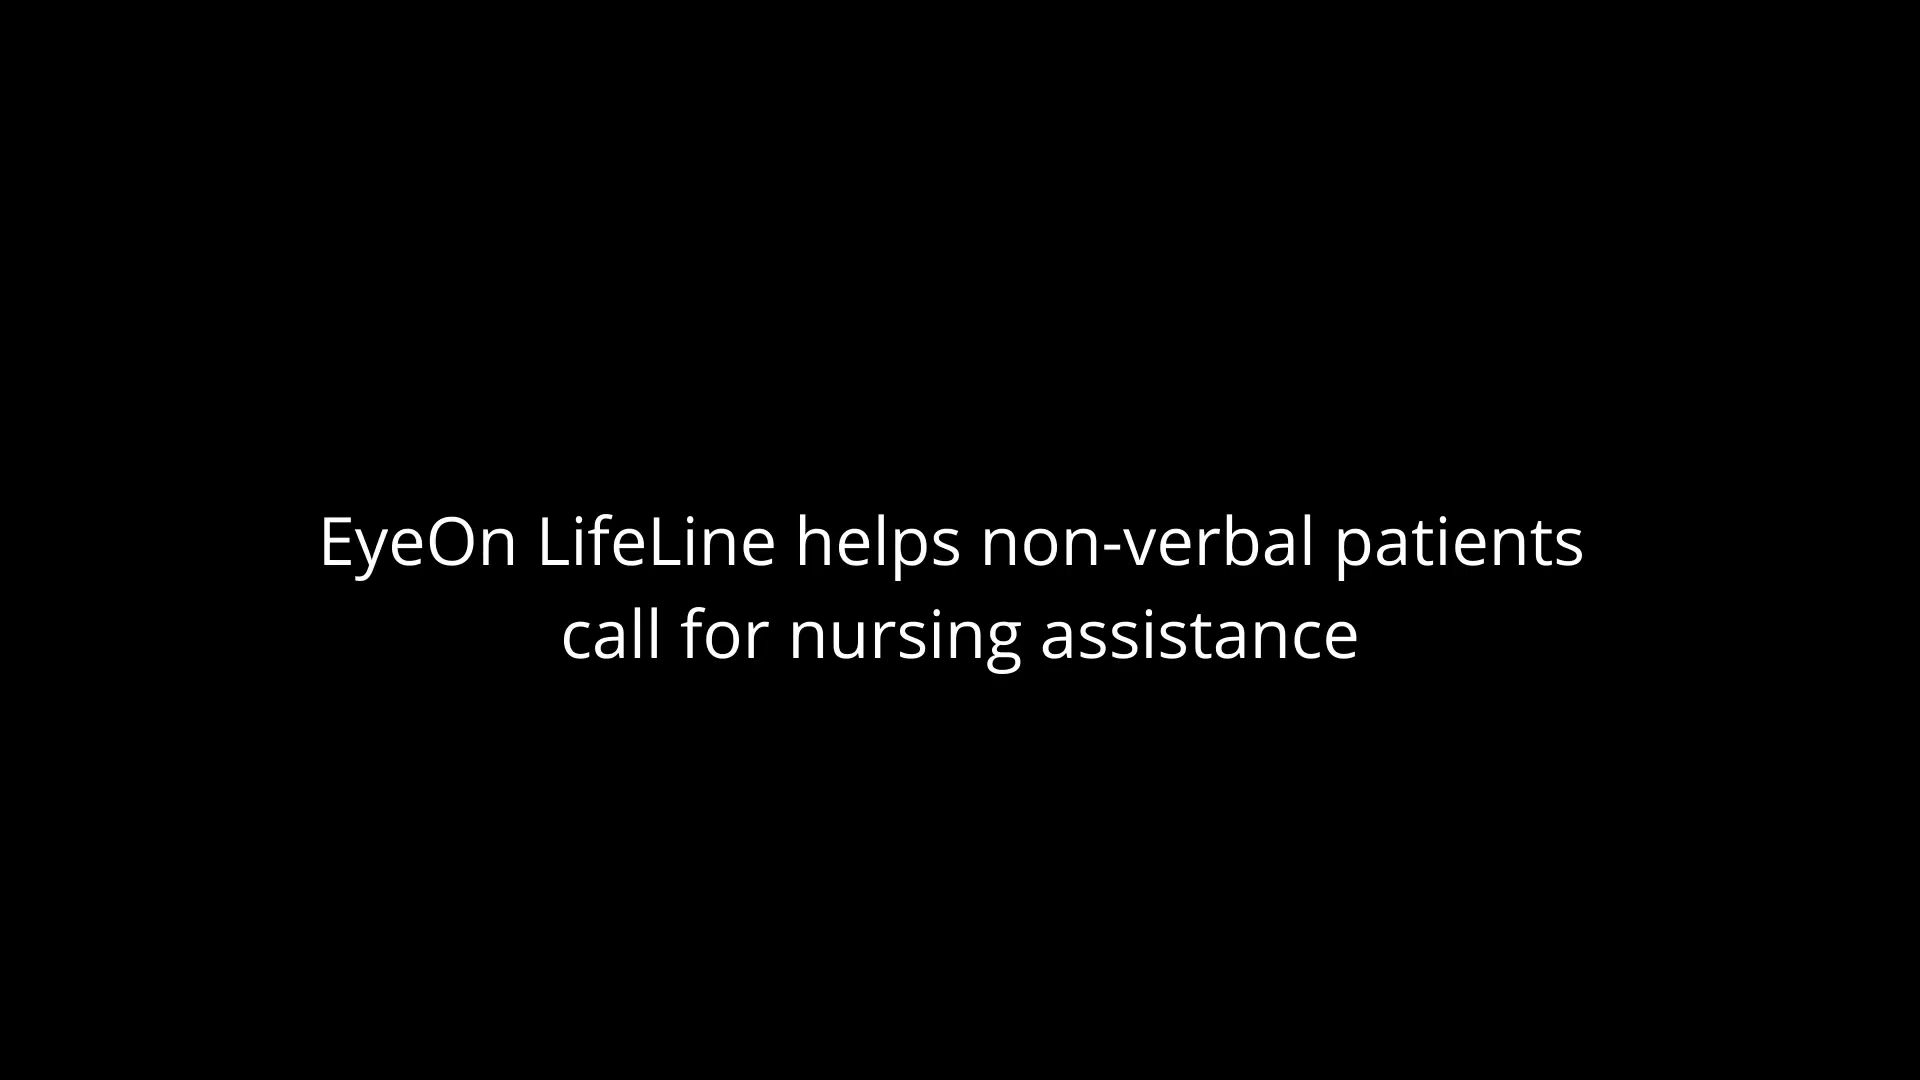 EyeOn LifeLine helps non-verbal patients
call for nursing assistance